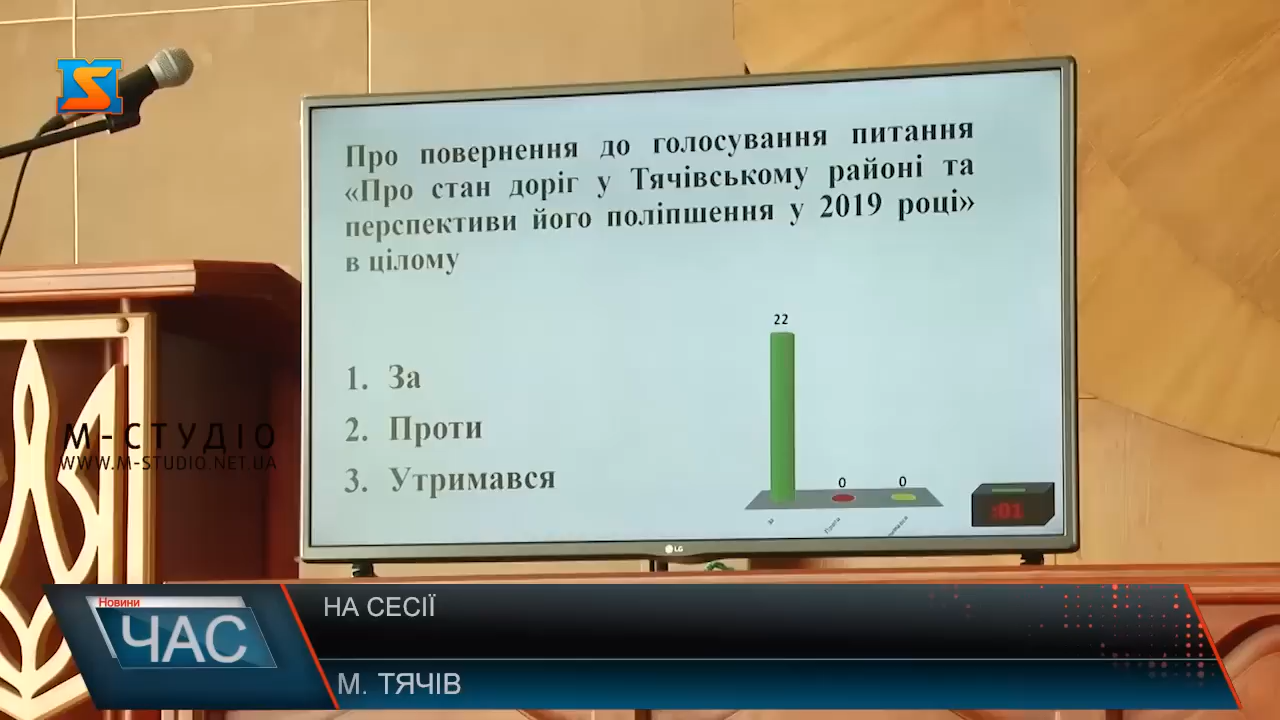 Про повернення до голосування питання
«Про стан доріг у Тячівському районі та
перспективи його поліпшення у 2019 році»
в цілому
22
1. За
2. Проти
3. Утримався
0
0
:01
LG
М-СТУДІО
WWW.M-STUDIO.NET.UA
Новини
ЧАС
НА СЕСІЇ
М. ТЯЧІВ